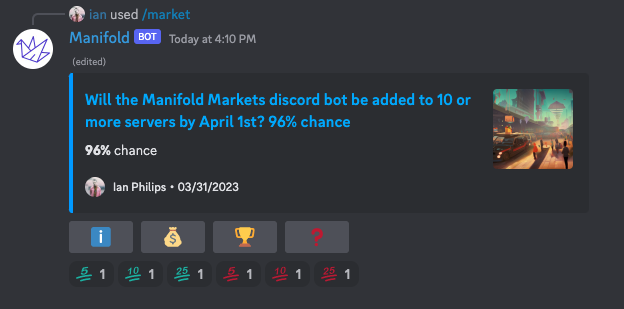 ian used /market
Manifold BOT Today at 4:10 PM
(edited)
Will the Manifold Markets discord bot be added to 10 or
more servers by April 1st? 96% chance
96% chance
Ian Philips • 03/31/2023
5 1 10 1 25 1 5 1 10 1 25 1